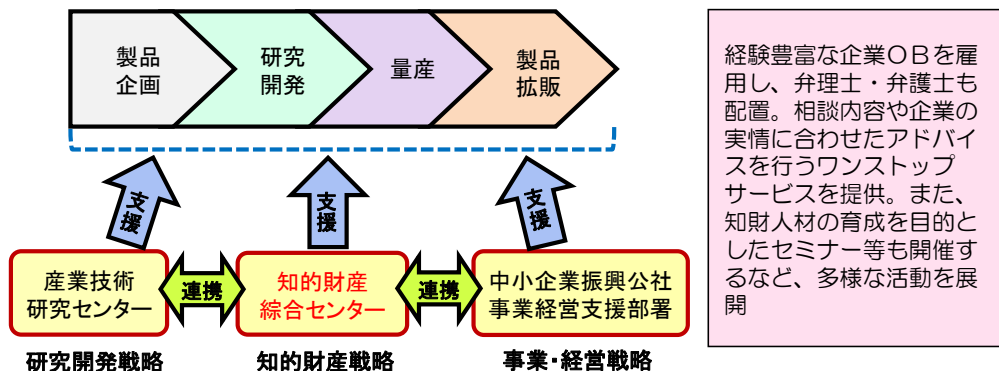 製品
企画
研究
開発
量産
製品
拡販
経験豊富な企業ＯＢを雇
用し、弁理士・弁護士も
配置。相談内容や企業の
実情に合わせたアドバイ
スを行うワンストップ
サービスを提供。また、
知財人材の育成を目的と
したセミナー等も開催す
るなど、多様な活動を展
開
支援
支援
支援
産業技術
研究センター
連携
知的財産
綜合センター
連携
中小企業振興公社
事業経営支援部署
研究開発戦略
知的財産戦略
事業・経営戦略